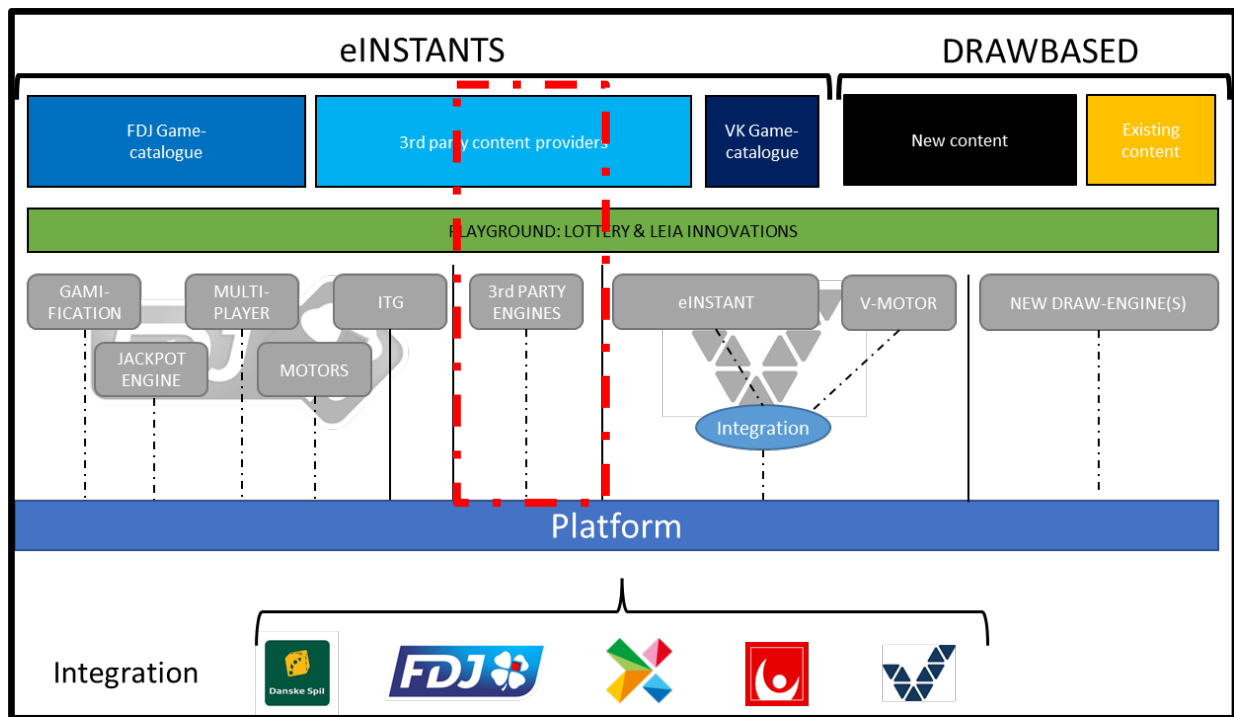 eINSTANTS
DRAWBASED
FDJ Game-
catalogue
3rd party content providers
VK Game-
catalogue
New content
Existing
content
PLAYGROUND: LOTTERY & LEIA INNOVATIONS
GAMI-
FICATION
MULTI-
PLAYER
ITG
3rd PARTY
ENGINES
eINSTANT
V-MOTOR
NEW DRAW-ENGINE(S)
JACKPOT
ENGINE
MOTORS
FDJ
Integration
Platform
Integration
Danske Spil
FDJ